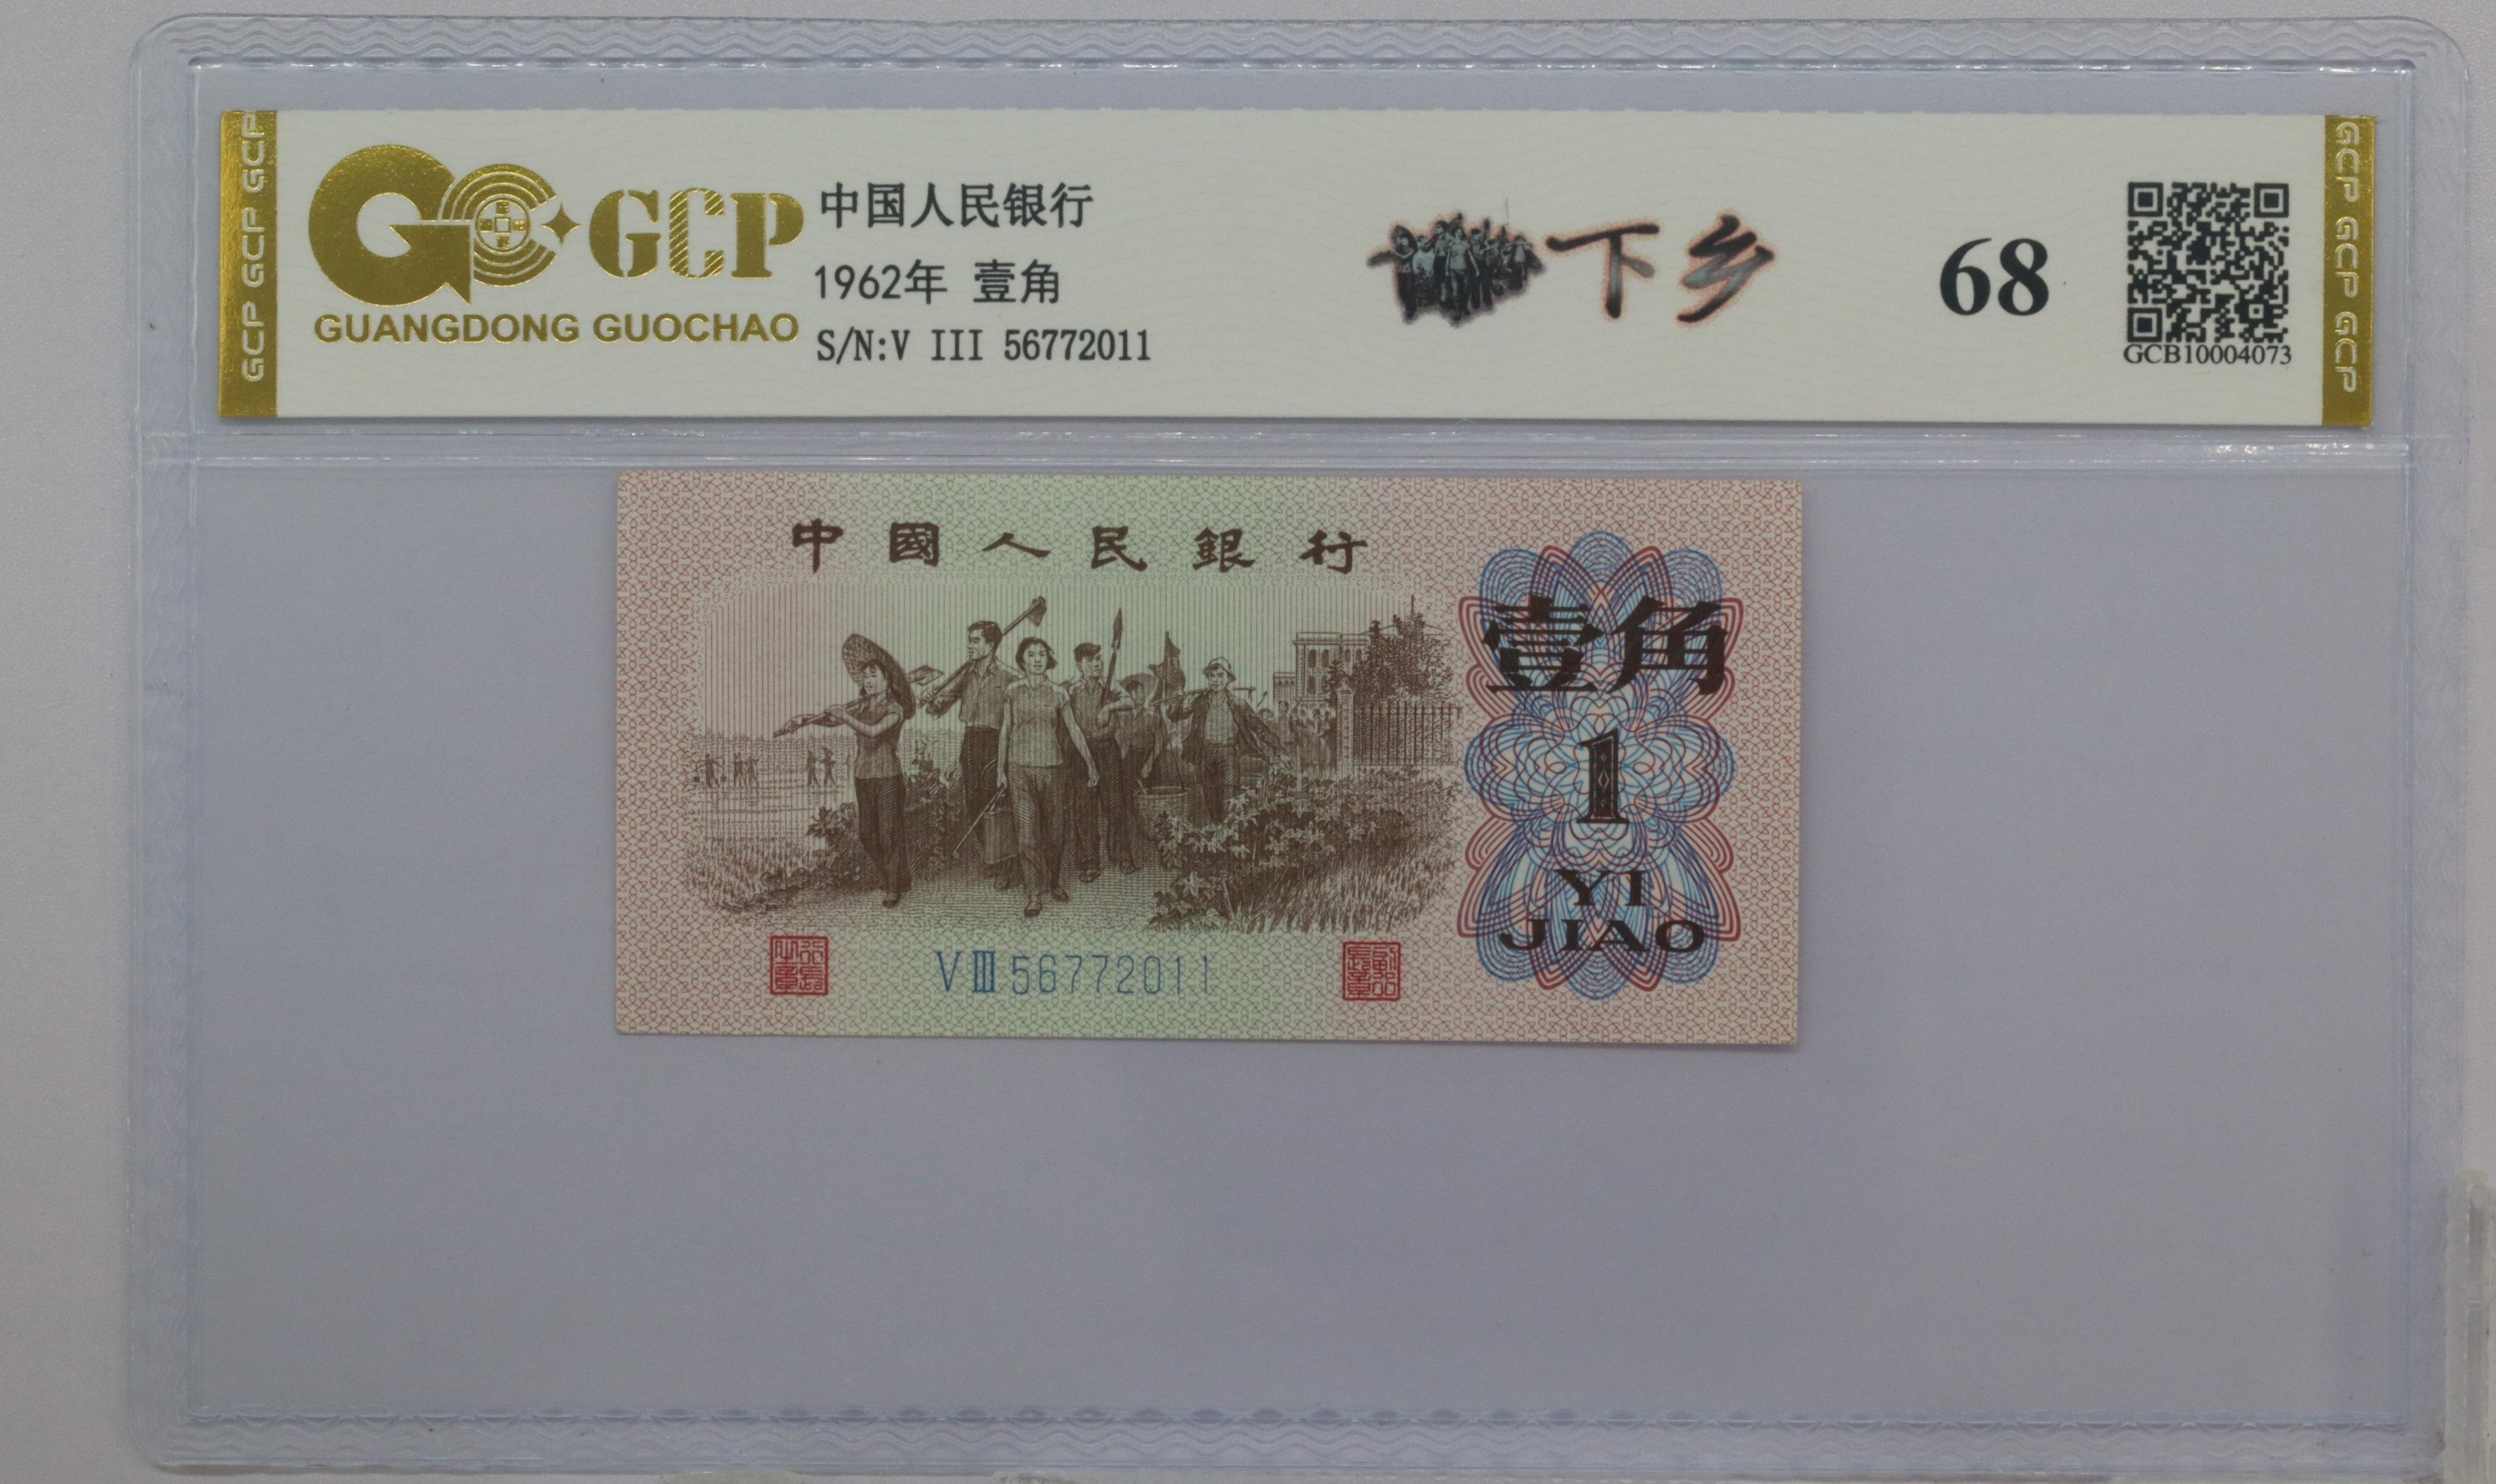 GCP GCP GCP
GCP
GUANGDONG GUOCHAO
中国人民银行
1962年 壹角
S/N:V III 56772011
下乡
68
GCB10004073
GCP GCP GCP
中國人民銀行
壹角
1
YI
JIAO
V III 56772011